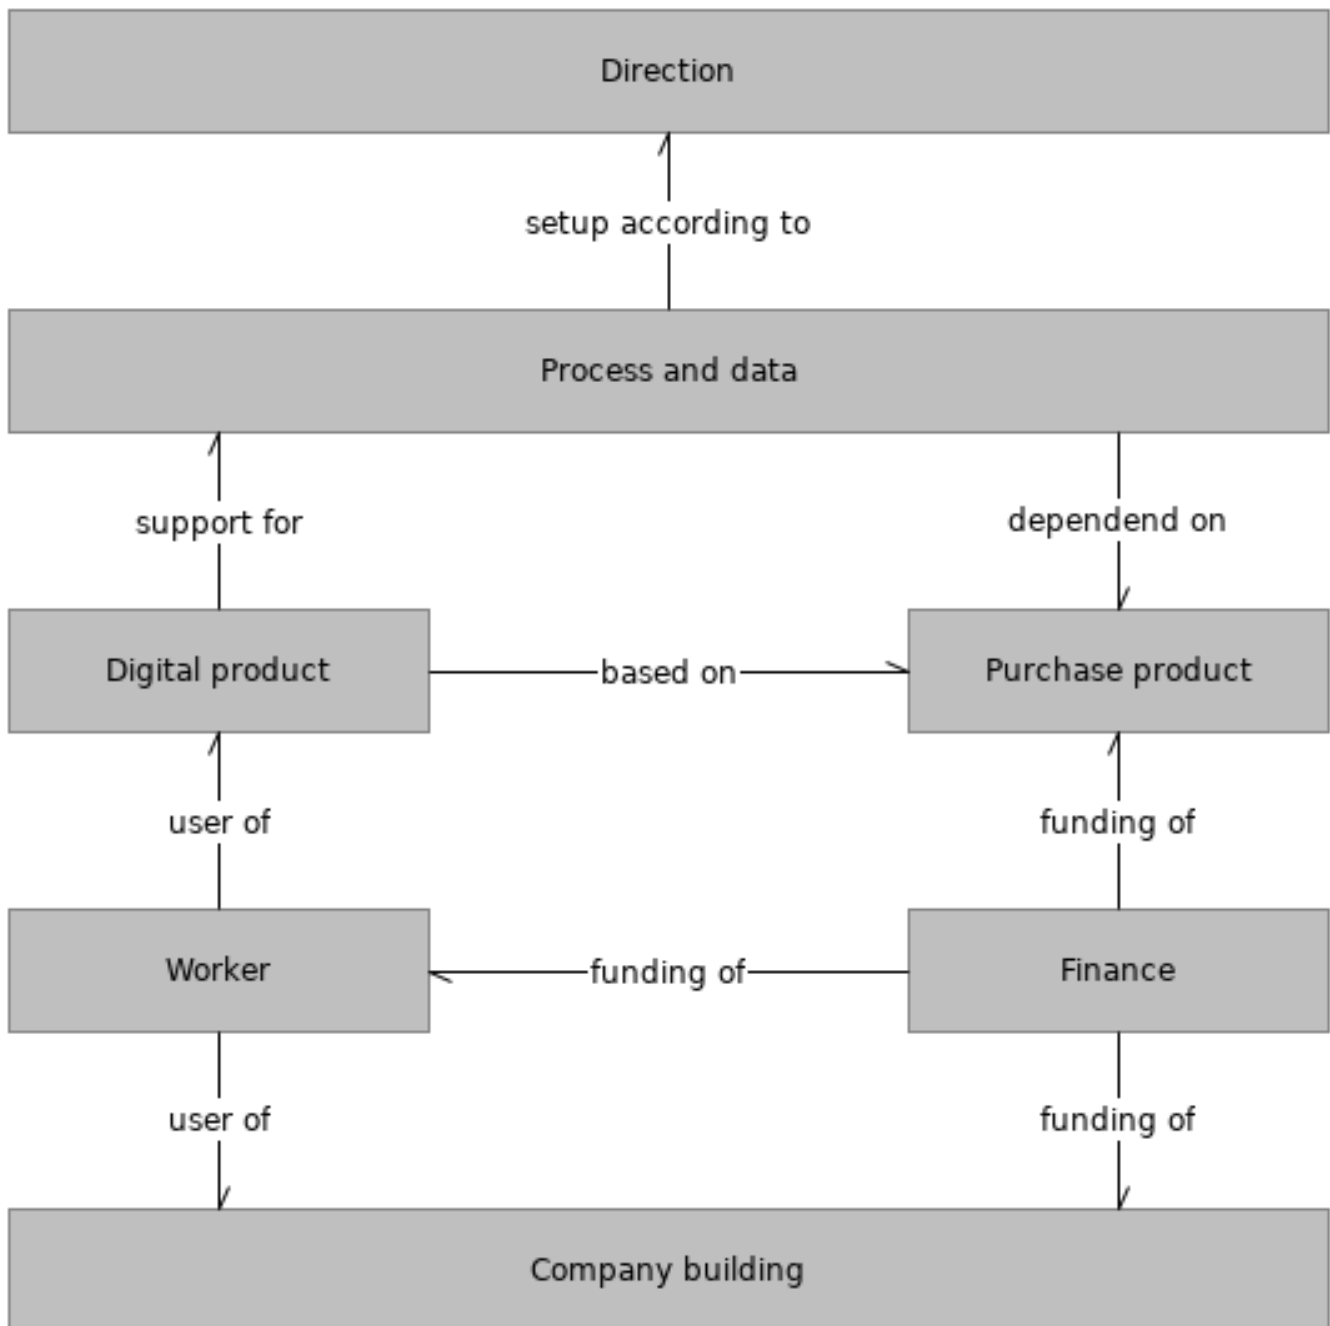 Direction
setup according to
Process and data
support for
dependend on
Digital product
based on
Purchase product
user of
funding of
Worker
funding of
Finance
user of
funding of
Company building